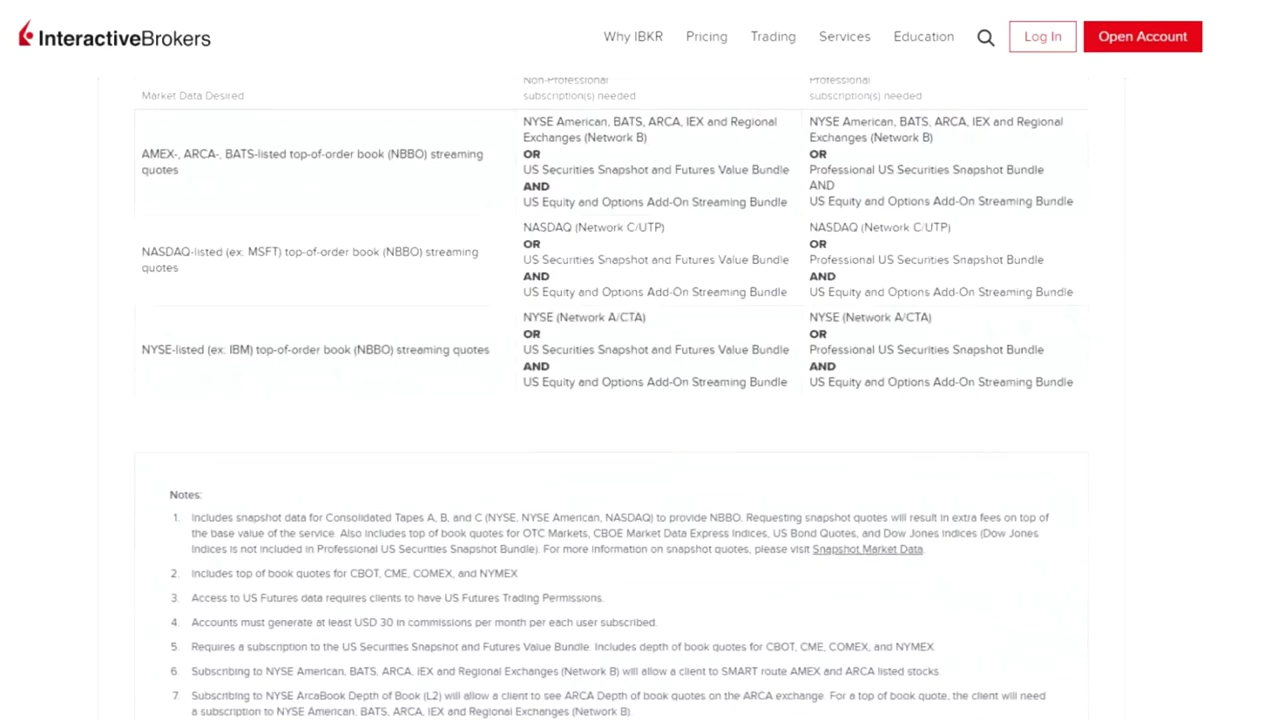 InteractiveBrokers
Why IBKR Pricing Trading Services Education Log In Open Account
Non-Professional
Professional
Market Data Desired
subscription(s) needed
subscription(s) needed
AMEX-, ARCA-, BATS-listed top-of-order book (NBBO) streaming
quotes
NYSE American, BATS, ARCA, IEX and Regional
Exchanges (Network B)
OR
US Securities Snapshot and Futures Value Bundle
AND
US Equity and Options Add-On Streaming Bundle
NYSE American, BATS, ARCA, IEX and Regional
Exchanges (Network B)
OR
Professional US Securities Snapshot Bundle
AND
US Equity and Options Add-On Streaming Bundle
NASDAQ-listed (ex: MSFT) top-of-order book (NBBO) streaming
quotes
NASDAQ (Network C/UTP)
OR
US Securities Snapshot and Futures Value Bundle
AND
US Equity and Options Add-On Streaming Bundle
NASDAQ (Network C/UTP)
OR
Professional US Securities Snapshot Bundle
AND
US Equity and Options Add-On Streaming Bundle
NYSE-listed (ex: IBM) top-of-order book (NBBO) streaming quotes
NYSE (Network A/CTA)
OR
US Securities Snapshot and Futures Value Bundle
AND
US Equity and Options Add-On Streaming Bundle
NYSE (Network A/CTA)
OR
Professional US Securities Snapshot Bundle
AND
US Equity and Options Add-On Streaming Bundle
Notes:
1. Includes snapshot data for Consolidated Tapes A, B, and C (NYSE, NYSE American, NASDAQ) to provide NBBO. Requesting snapshot quotes will result in extra fees on top of
the base value of the service. Also includes top of book quotes for OTC Markets, CBOE Market Data Express Indices, US Bond Quotes, and Dow Jones Indices (Dow Jones
Indices is not included in Professional US Securities Snapshot Bundle). For more information on snapshot quotes, please visit Snapshot Market Data.
2. Includes top of book quotes for CBOT, CME, COMEX, and NYMEX
3. Access to US Futures data requires clients to have US Futures Trading Permissions.
4. Accounts must generate at least USD 30 in commissions per month per each user subscribed.
5. Requires a subscription to the US Securities Snapshot and Futures Value Bundle. Includes depth of book quotes for CBOT, CME, COMEX, and NYMEX.
6. Subscribing to NYSE American, BATS, ARCA, IEX and Regional Exchanges (Network B) will allow a client to SMART route AMEX and ARCA listed stocks.
7. Subscribing to NYSE ArcaBook Depth of Book (L2) will allow a client to see ARCA Depth of book quotes on the ARCA exchange. For a top of book quote, the client will need
a subscription to NYSE American, BATS, ARCA, IEX and Regional Exchanges (Network B).